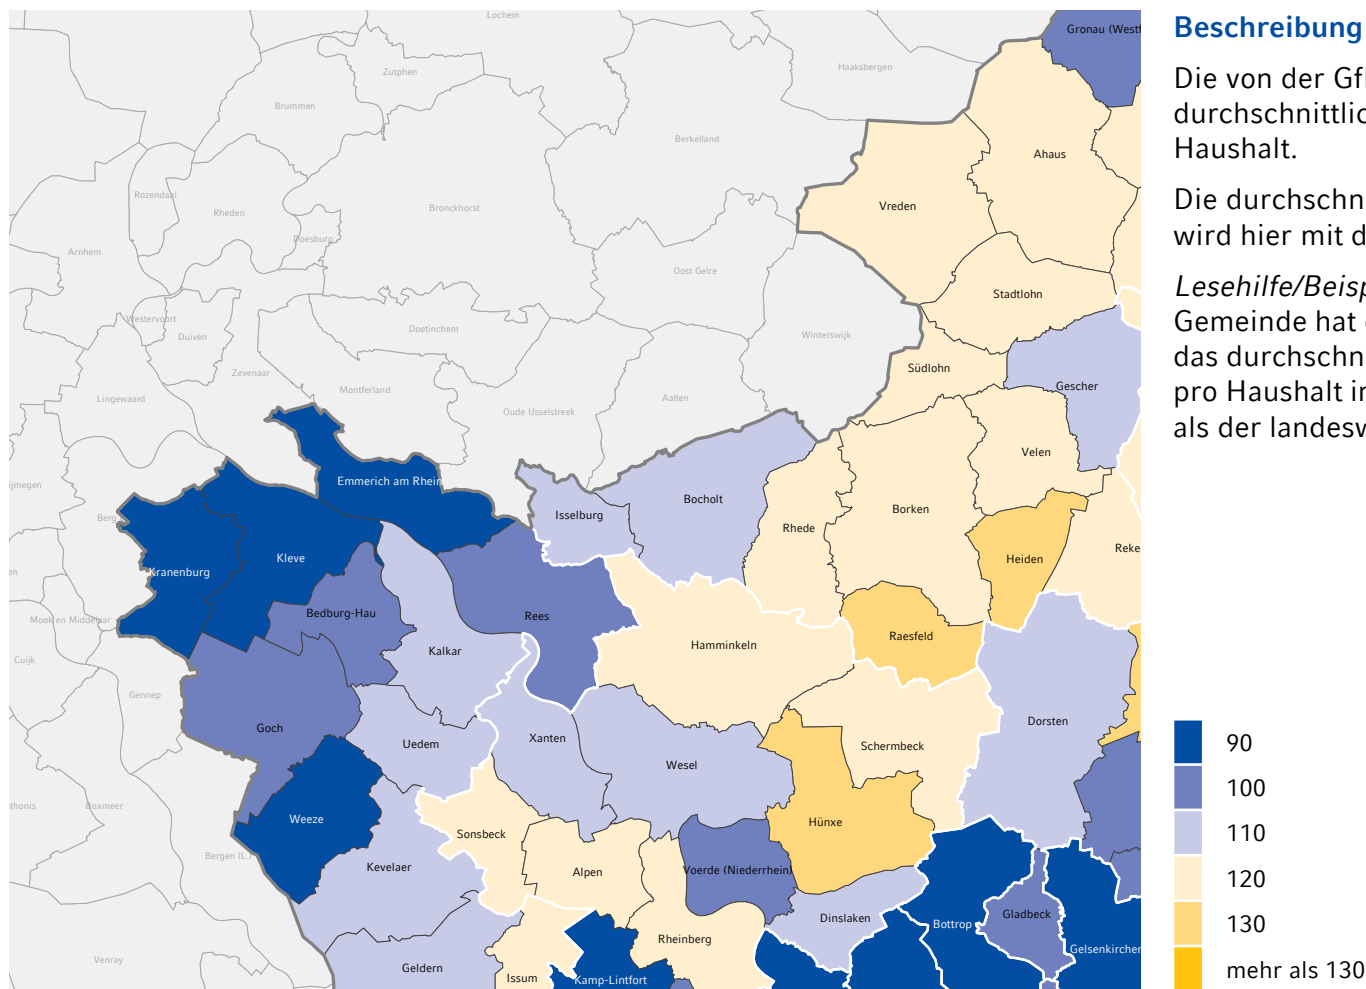 Lochem
Gronau (Westf
Haaksbergen
Zutphen
Brummen
Berkelland
Ahaus
Rozendaal
Rheden
Bronckhorst
Vreden
Doesburg
Arnhem
Oost Gelre
Stadtlohn
Westervoort
Duiven
Doetinchem
Winterswijk
Zevenaar
Südlohn
Gescher
Montferland
Lingewaard
Aalten
Oude IJsselstreek
Velen
Emmerich am Rhein
ijmegen
Bocholt
Borken
Isselburg
Berg
Rhede
Reke
Kleve
Heiden
Kranenburg
en
Bedburg-Hau
Rees
Mook en Middelaar
Raesfeld
Hamminkeln
Kalkar
Cuijk
Gennep
Dorsten
Goch
Xanten
Uedem
Schermbeck
Wesel
thonis
Boxmeer
Weeze
Hünxe
Sonsbeck
Bergen (L.)
Kevelaer
Alpen
Voerde (Niederrhein)
Gladbeck
Dinslaken
Bottrop
Rheinberg
Gelsenkirchen
Venray
Geldern
Issum
Kamp-Lintfort
Beschreibung
Die von der Gf
durchschnittlic
Haushalt.
Die durchschn
wird hier mit d
Lesehilfe/Beisp
Gemeinde hat
das durchschn
pro Haushalt i
als der landesw
90
100
110
120
130
mehr als 130